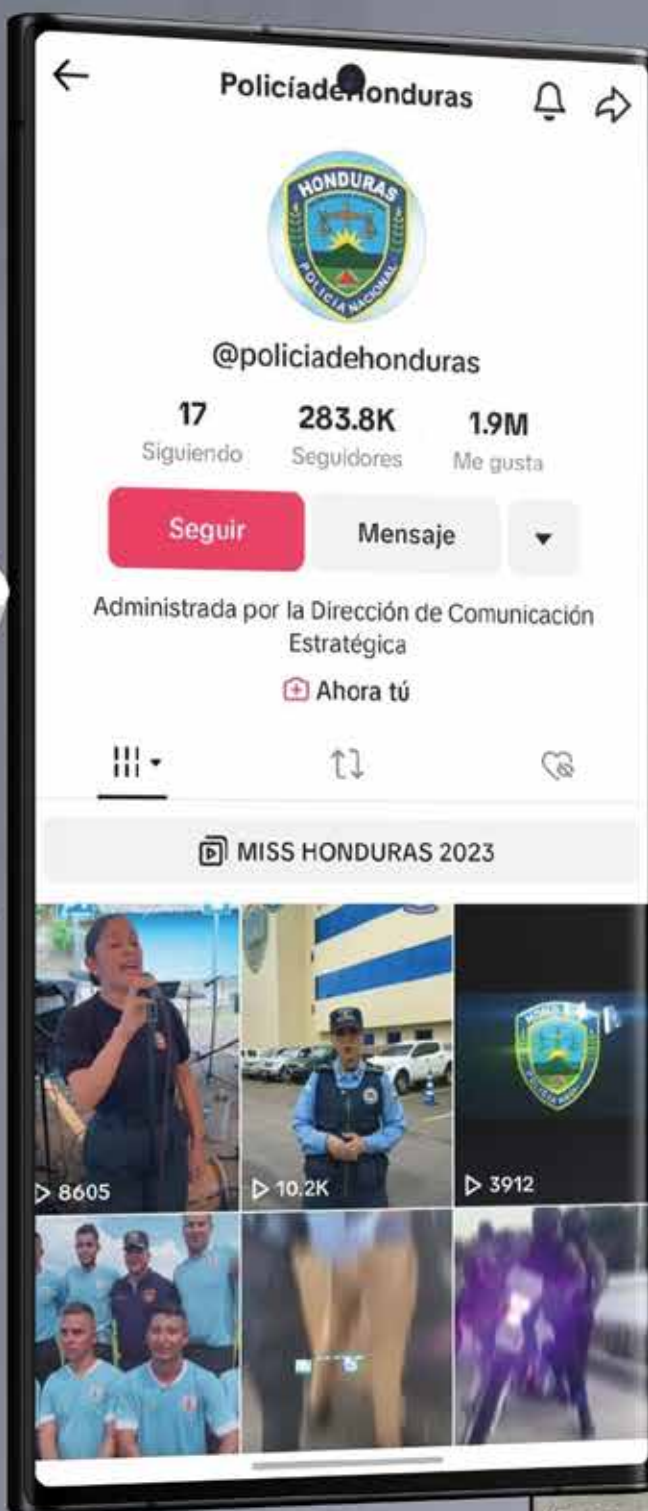 PolicíadeHonduras
HONDURAS
POLICIA NACIONAL
@policiadehonduras
17 283.8K 1.9M
Siguiendo Seguidores Me gusta
Seguir Mensaje
Administrada por la Dirección de Comunicación
Estratégica
Ahora tú
MISS HONDURAS 2023
8605 10.2K 3912